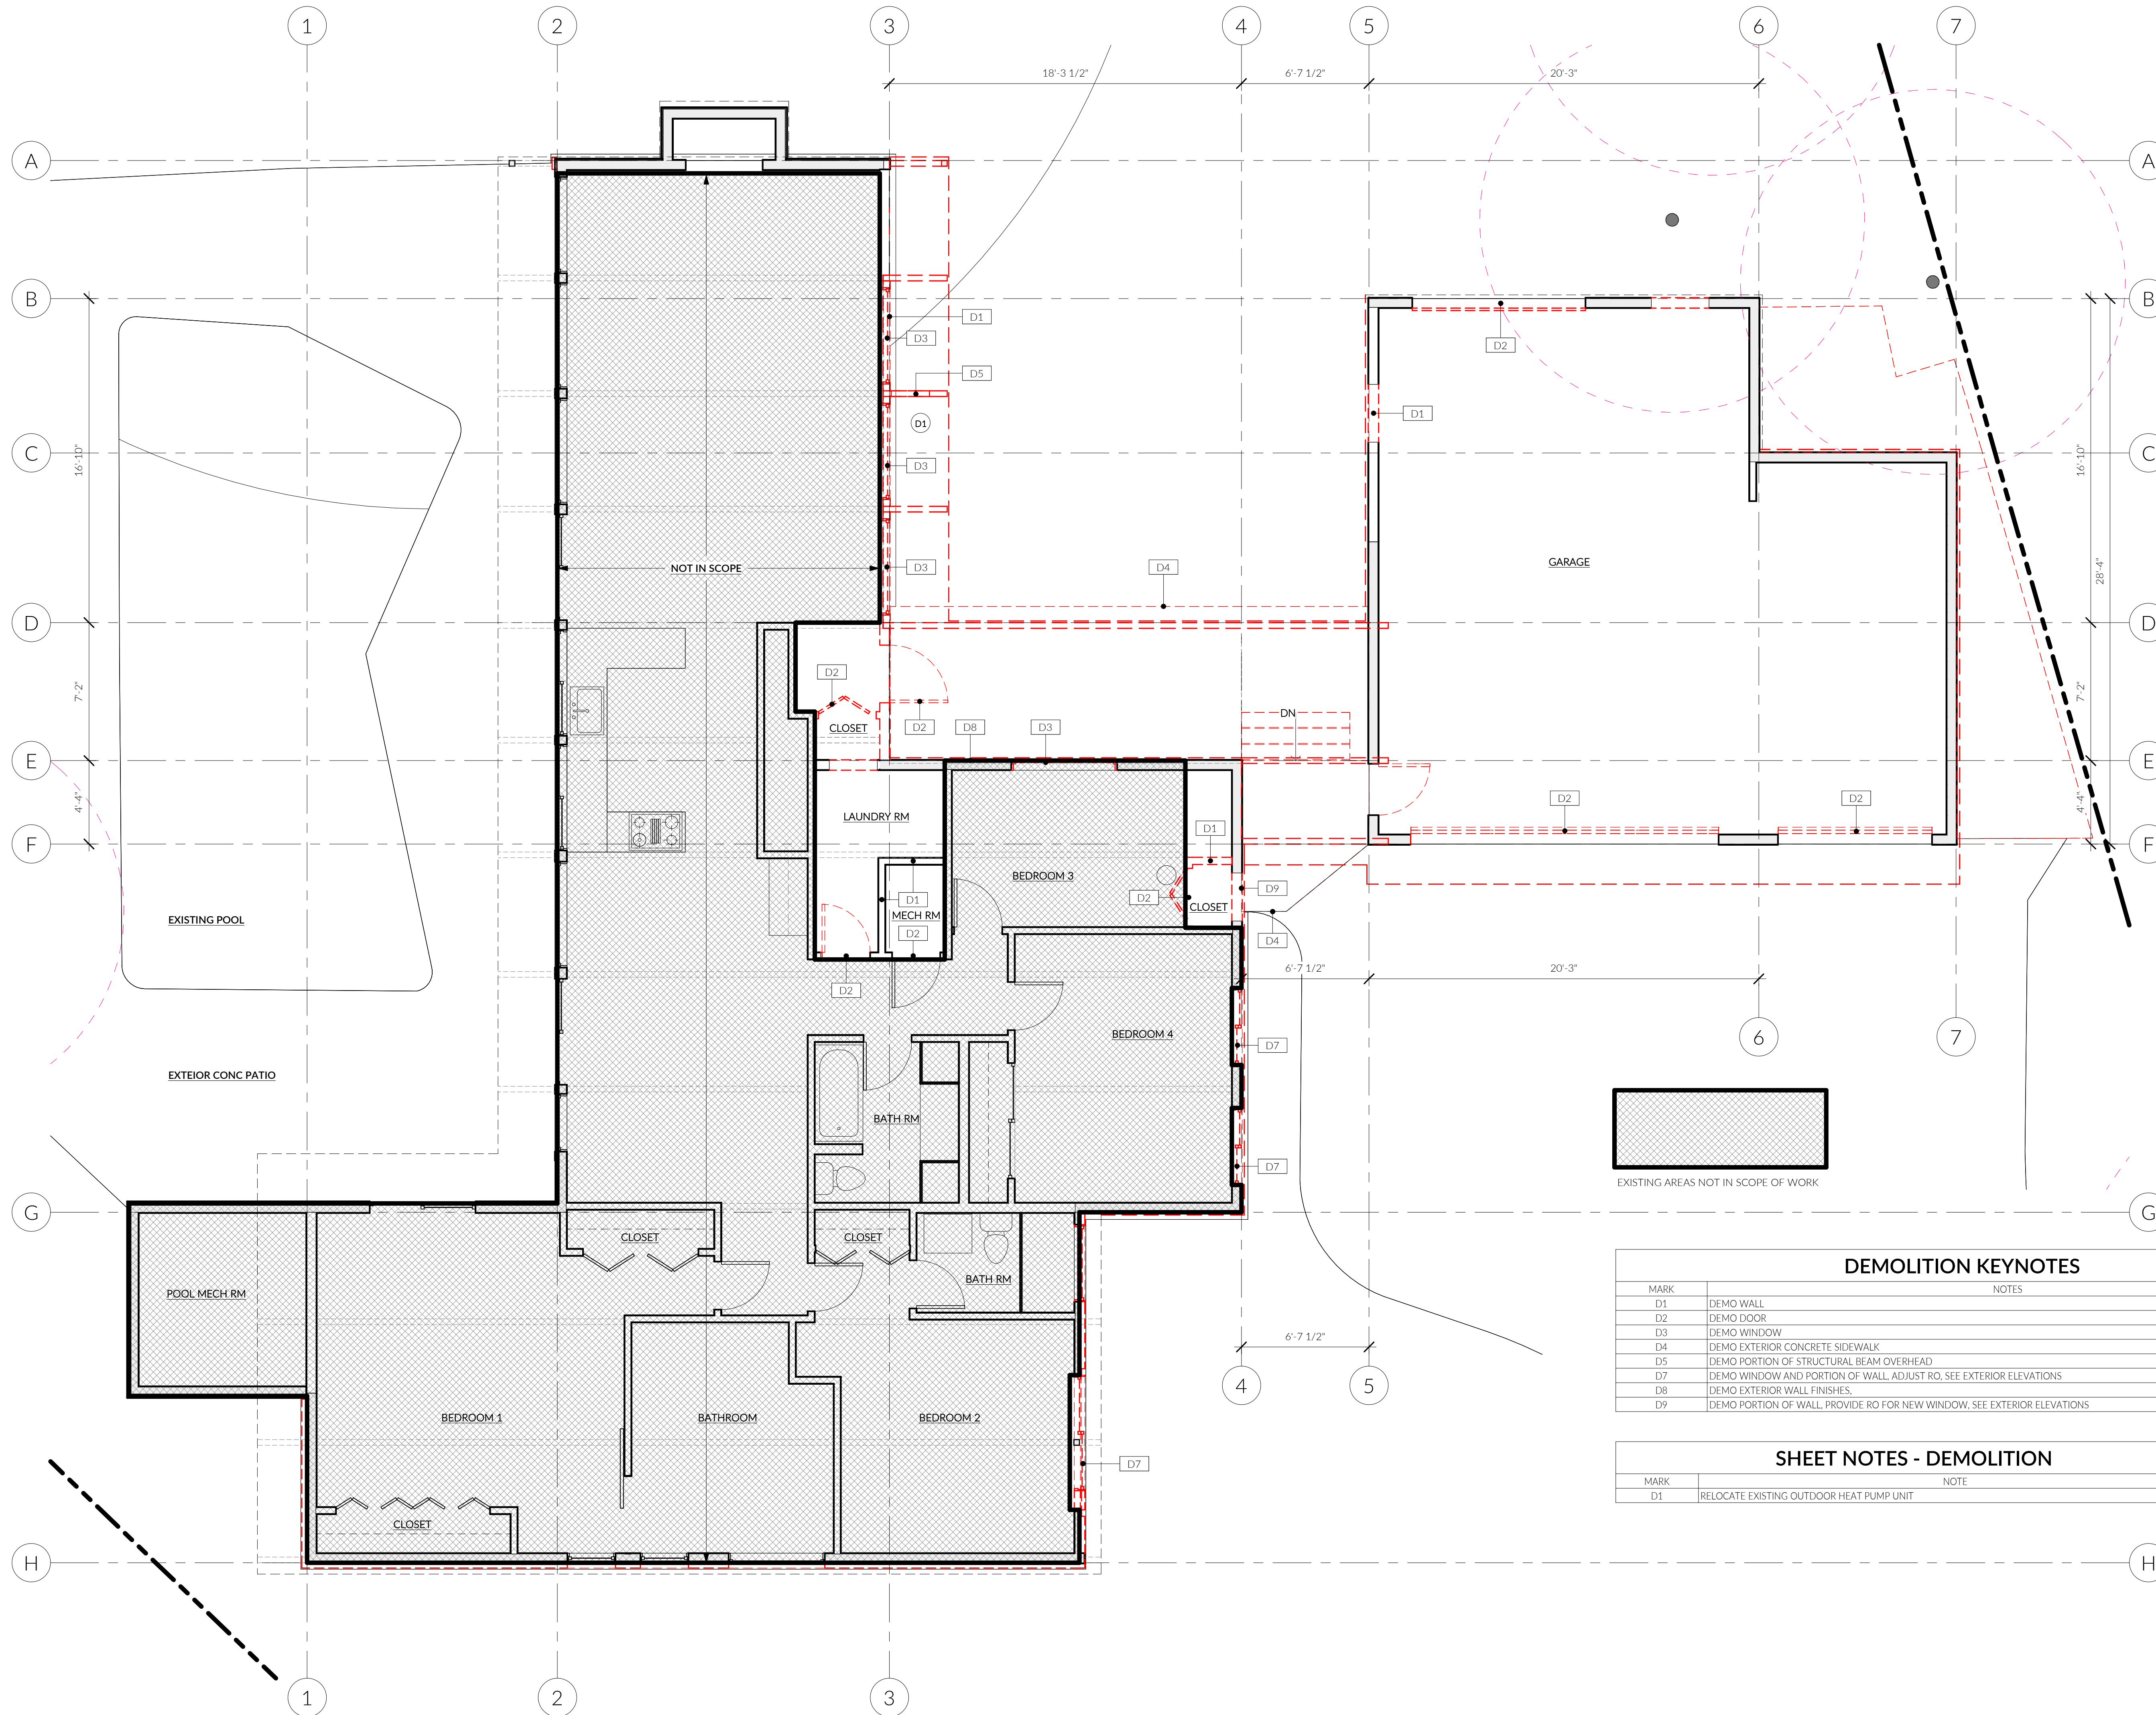 1 2 3 4 5 6 7
18'-3 1/2" 6'-7 1/2" 20'-3"
A A
B B
D1
D3
D2
D5
D1
D1
C C
16'-10" 16'-10"
D3
GARAGE
NOT IN SCOPE D3 D4
28'-4"
D D
D2
7'-2" 7'-2"
CLOSET D2 D8 D3 DN
E E
4'-4" D2 D2 4'-4"
LAUNDRY RM D1
F F
BEDROOM 3
D1 D2 D9
CLOSET
MECH RM
EXISTING POOL
D2 D4
6'-7 1/2" 20'-3"
D2
BEDROOM 4 6 7
D7
EXTEIOR CONC PATIO
BATH RM
D7
EXISTING AREAS NOT IN SCOPE OF WORK
G G
CLOSET CLOSET
BATH RM
POOL MECH RM
6'-7 1/2"
4 5
BEDROOM 1 BATHROOM BEDROOM 2
D7
CLOSET
H H
1 2 3
DEMOLITION KEYNOTES
MARK NOTES
D1 DEMO WALL
D2 DEMO DOOR
D3 DEMO WINDOW
D4 DEMO EXTERIOR CONCRETE SIDEWALK
D5 DEMO PORTION OF STRUCTURAL BEAM OVERHEAD
D7 DEMO WINDOW AND PORTION OF WALL, ADJUST RO, SEE EXTERIOR ELEVATIONS
D8 DEMO EXTERIOR WALL FINISHES,
D9 DEMO PORTION OF WALL, PROVIDE RO FOR NEW WINDOW, SEE EXTERIOR ELEVATIONS
SHEET NOTES - DEMOLITION
MARK NOTE
D1 RELOCATE EXISTING OUTDOOR HEAT PUMP UNIT